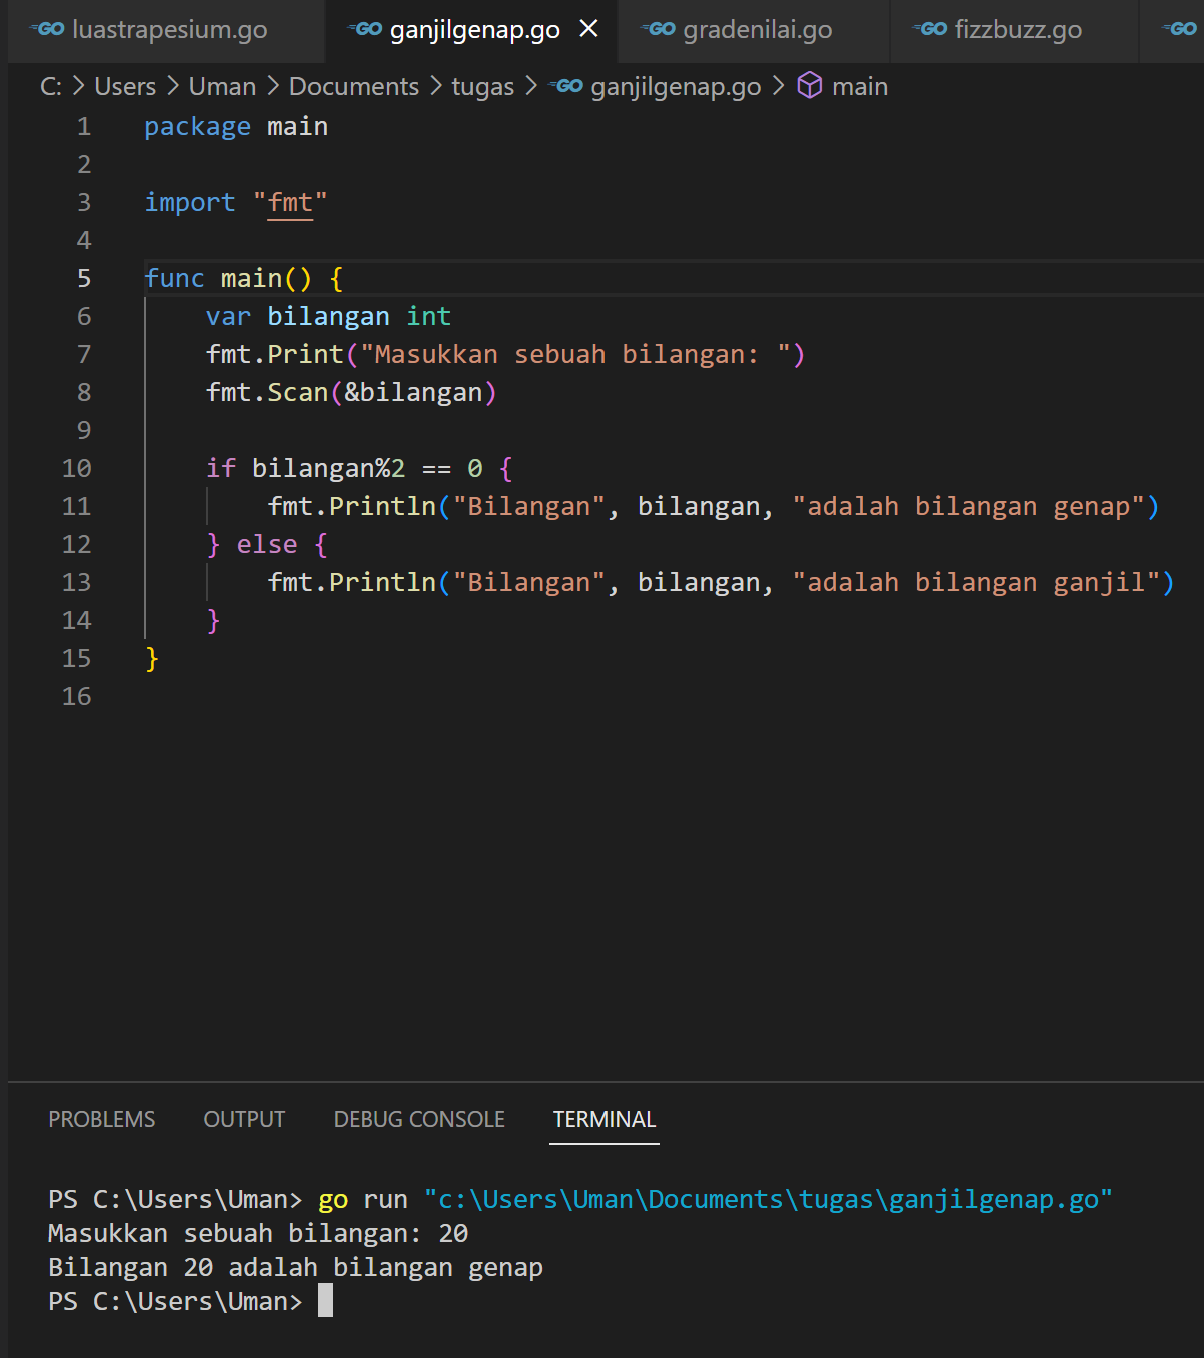 GO luastrapesium.go GO ganjilgenap.go GO gradenilai.go GO fizzbuzz.go GO
C: > Users > Uman > Documents > tugas > GO ganjilgenap.go > main
1 package main
2
3 import "fmt"
4
5 func main() {
6 var bilangan int
7 fmt.Print("Masukkan sebuah bilangan: ")
8 fmt.Scan(&bilangan)
9
10 if bilangan%2 == 0 {
11 fmt.Println("Bilangan", bilangan, "adalah bilangan genap")
12 } else {
13 fmt.Println("Bilangan", bilangan, "adalah bilangan ganjil")
14 }
15 }
16
PROBLEMS OUTPUT DEBUG CONSOLE TERMINAL
PS C:\Users\Uman> go run "c:\Users\Uman\Documents\tugas\ganjilgenap.go"
Masukkan sebuah bilangan: 20
Bilangan 20 adalah bilangan genap
PS C:\Users\Uman>